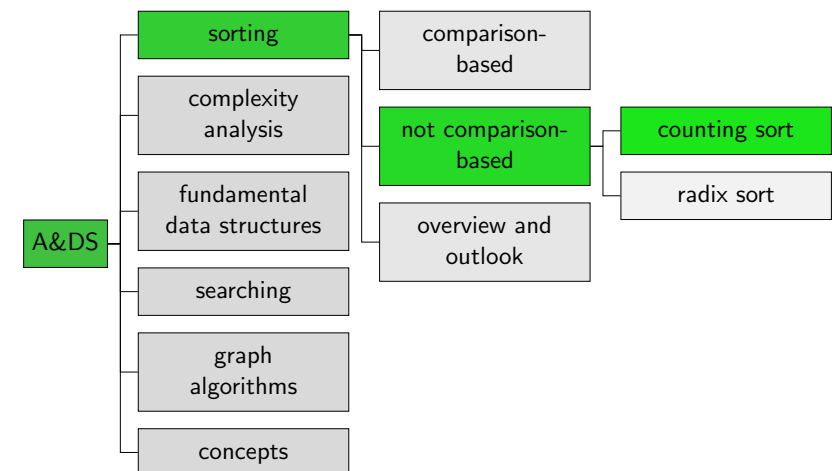 sorting
comparison-
based
complexity
analysis
not comparison-
based
counting sort
radix sort
fundamental
data structures
overview and
outlook
A&DS
searching
graph
algorithms
concepts